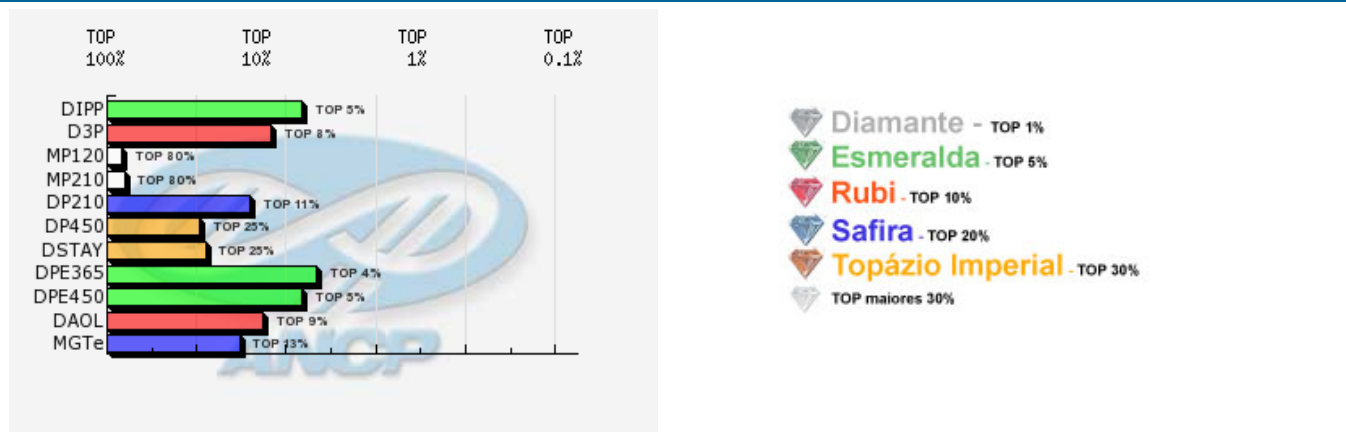 TOP TOP TOP TOP
100% 10% 1% 0.1%
DIPP TOP 5%
D3P TOP 8%
MP120 TOP 80%
MP210 TOP 80%
DP210 TOP 11%
DP450 TOP 25%
DSTAY TOP 25%
DPE365 TOP 4%
DPE450 TOP 5%
DAOL TOP 9%
MGTe TOP 13%
ANCP
Diamante - TOP 1%
Esmeralda - TOP 5%
Rubi - TOP 10%
Safira - TOP 20%
Topázio Imperial - TOP 30%
TOP maiores 30%